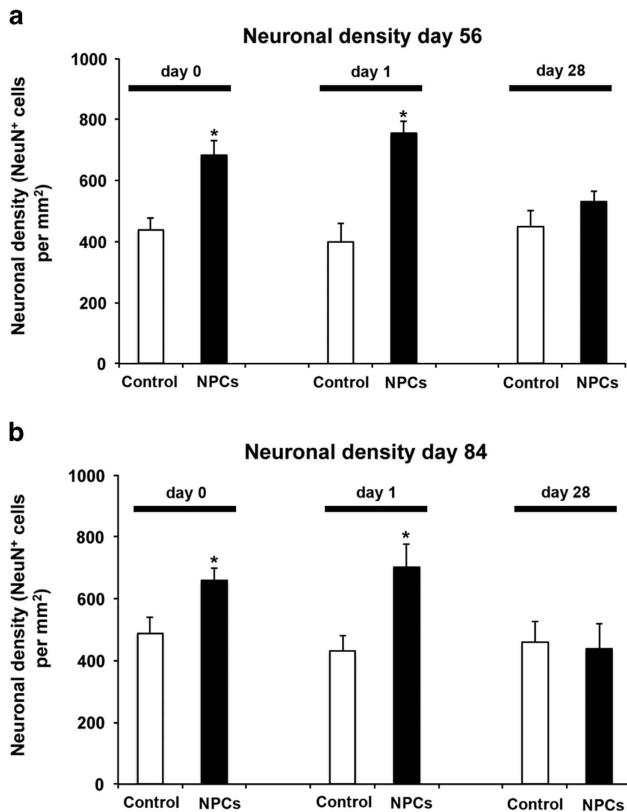 a
Neuronal density day 56
Neuronal density (NeuN⁺ cells
per mm²)
1000
800
600
400
200
0
day 0
day 1
day 28
*
*
Control NPCs Control NPCs Control NPCs
b
Neuronal density day 84
Neuronal density (NeuN⁺ cells
per mm²)
1000
800
600
400
200
0
day 0
day 1
day 28
*
*
Control NPCs Control NPCs Control NPCs